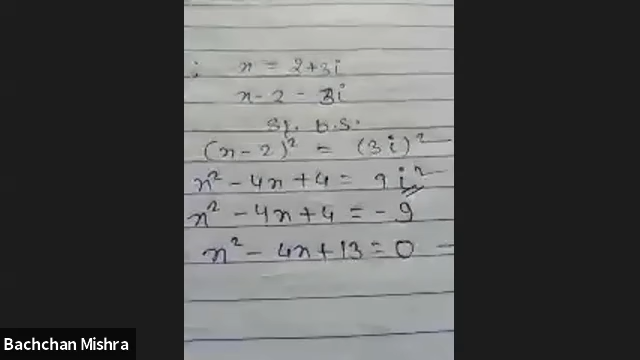 : x = 2+3i
x - 2 - 3i
Sq. b.s.
(x - 2)² = (3i)²
x² - 4x + 4 = 9i²
x² - 4x + 4 = - 9
x² - 4x + 13 = 0
Bachchan Mishra